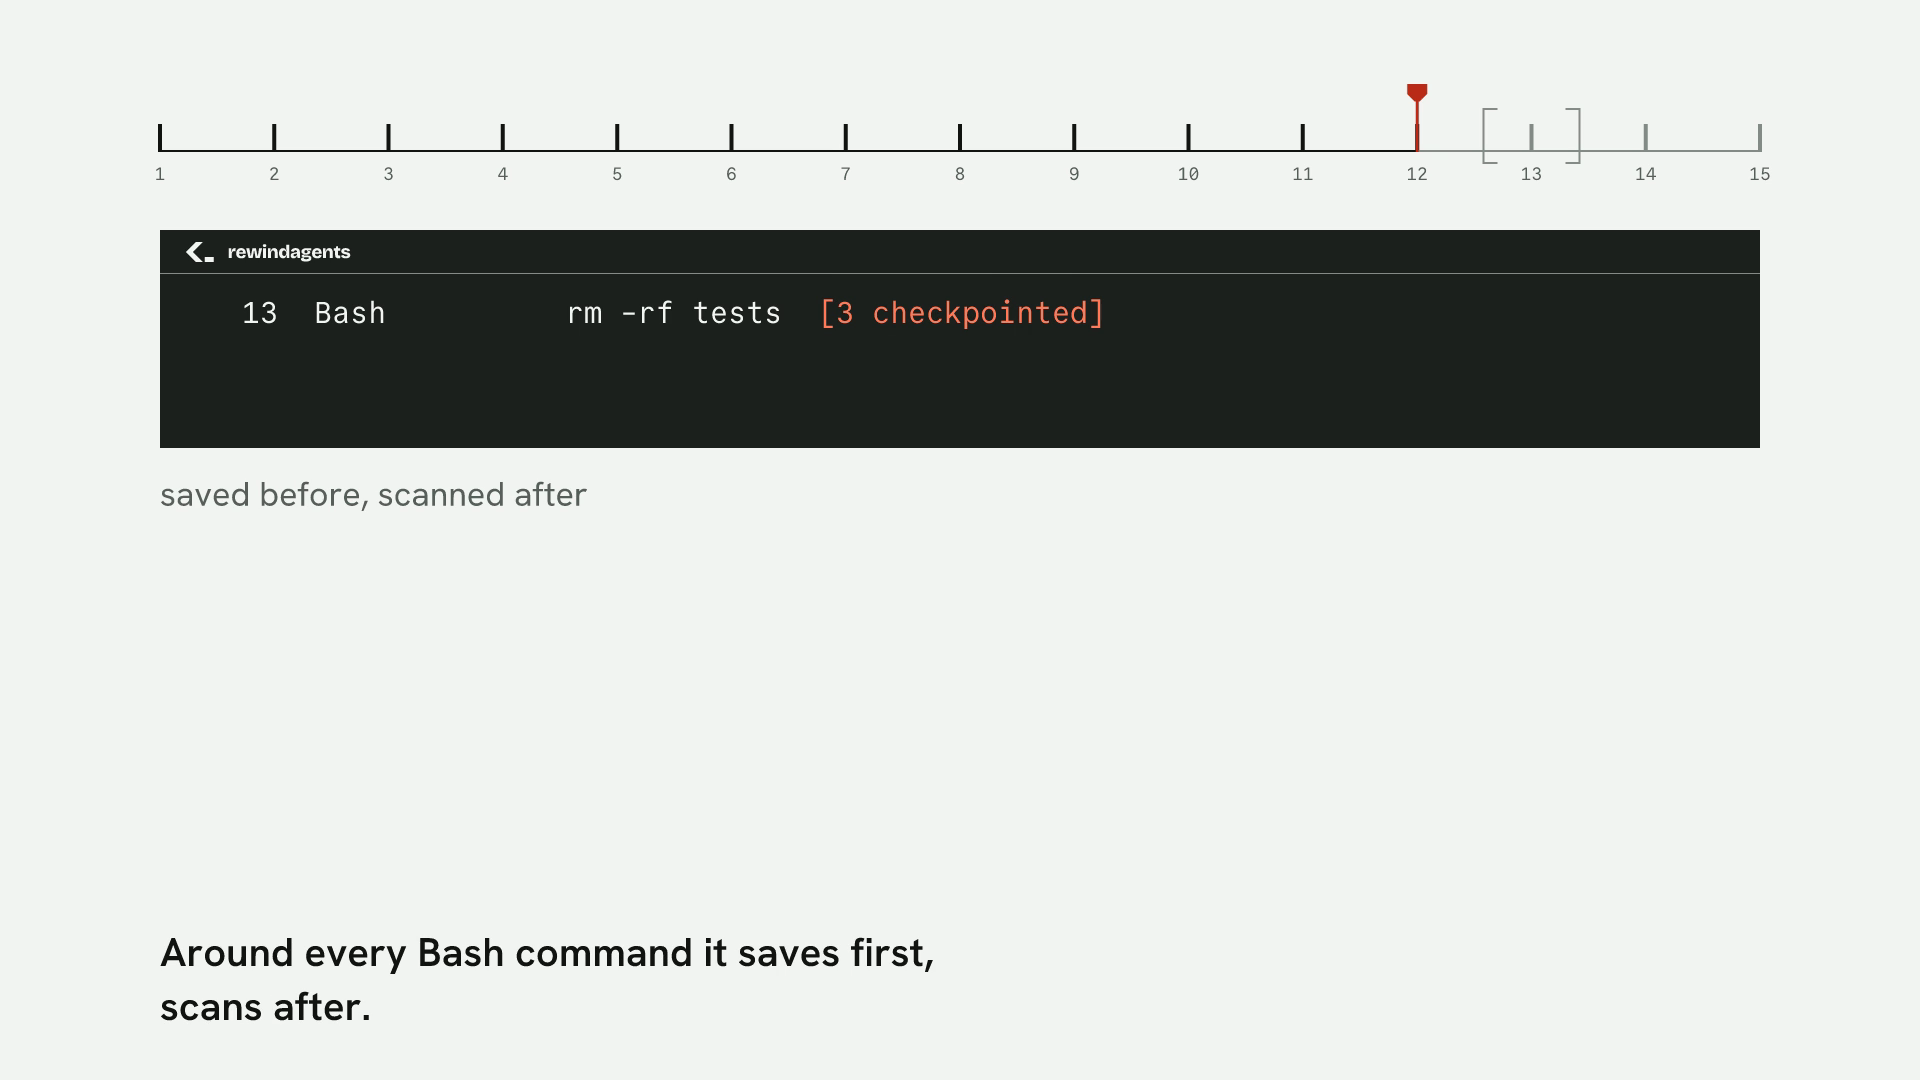 1 2 3 4 5 6 7 8 9 10 11 12 13 14 15
rewindagents
13 Bash rm -rf tests [3 checkpointed]
saved before, scanned after
Around every Bash command it saves first,
scans after.